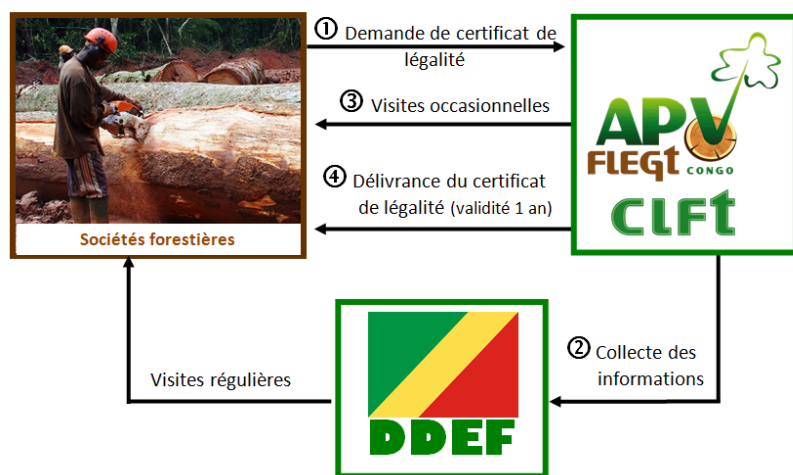 ① Demande de certificat de
légalité
③ Visites occasionnelles
④ Délivrance du certificat
de légalité (validité 1 an)
Sociétés forestières
APV
FLEGt CONGO
CLFt
Visites régulières
② Collecte des
informations
DDEF